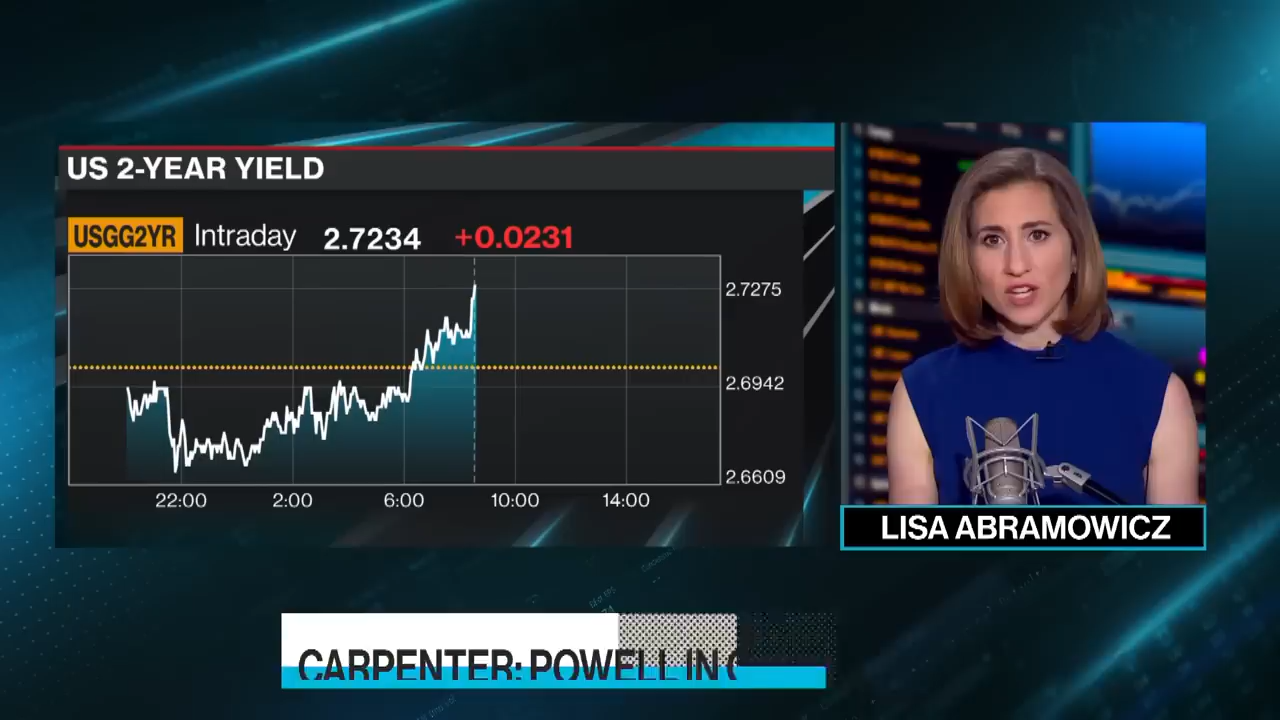 US 2-YEAR YIELD
USGG2YR Intraday 2.7234 +0.0231
2.7275
2.6942
2.6609
22:00 2:00 6:00 10:00 14:00
LISA ABRAMOWICZ
CARPENTER: POWELL IN